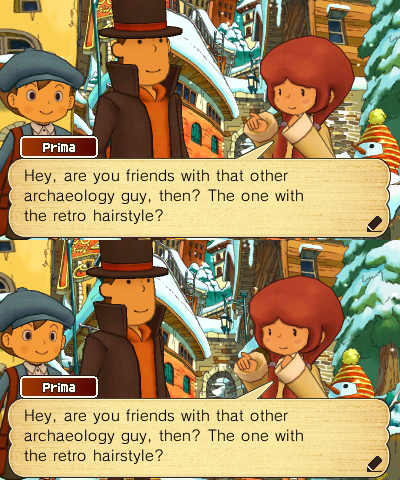 Prima
Hey, are you friends with that other
archaeology guy, then? The one with
the retro hairstyle?
Prima
Hey, are you friends with that other
archaeology guy, then? The one with
the retro hairstyle?